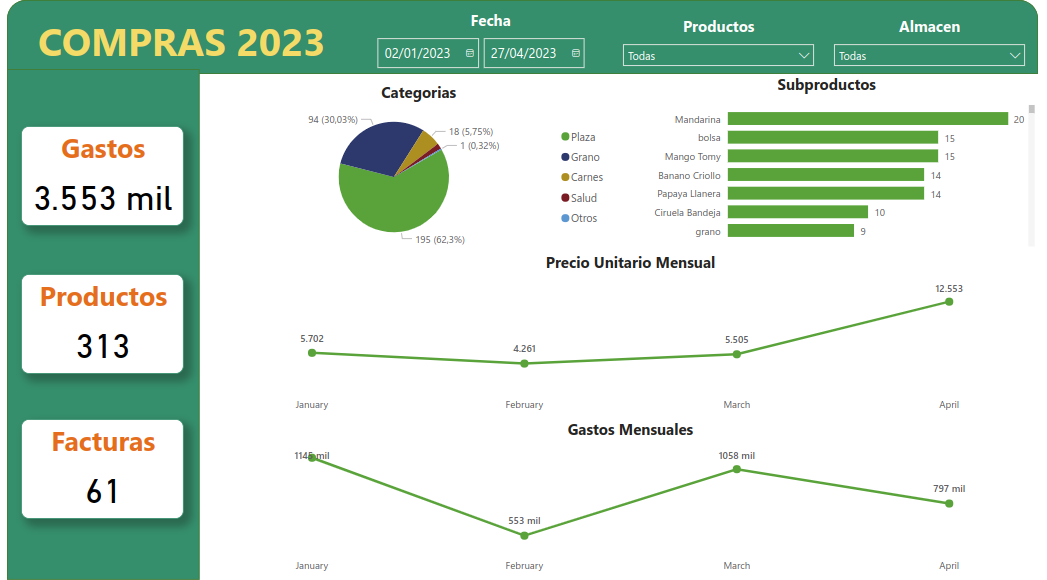 COMPRAS 2023
Fecha
02/01/2023
27/04/2023
Productos
Todas
Almacen
Todas
Gastos
3.553 mil
Productos
313
Facturas
61
Categorias
94 (30,03%)
18 (5,75%)
1 (0,32%)
195 (62,3%)
Plaza
Grano
Carnes
Salud
Otros
Subproductos
Mandarina 20
bolsa 15
Mango Tomy 15
Banano Criollo 14
Papaya Llanera 14
Ciruela Bandeja 10
grano 9
Precio Unitario Mensual
5.702
4.261
5.505
12.553
January February March April
Gastos Mensuales
1145 mil
553 mil
1058 mil
797 mil
January February March April